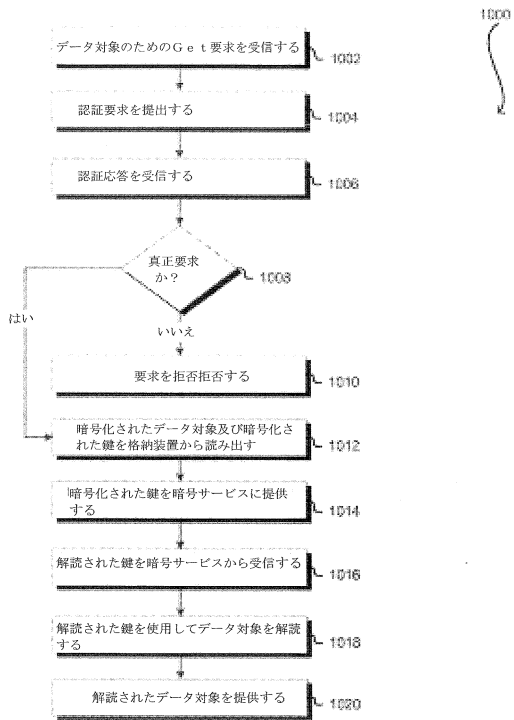 1000
データ対象のためのGet要求を受信する
1002
認証要求を提出する
1004
認証応答を受信する
1006
真正要求
か？
1008
はい
いいえ
要求を拒否拒否する
1010
暗号化されたデータ対象及び暗号化さ
れた鍵を格納装置から読み出す
1012
暗号化された鍵を暗号サービスに提供
する
1014
解読された鍵を暗号サービスから受信する
1016
解読された鍵を使用してデータ対象を解読
する
1018
解読されたデータ対象を提供する
1020